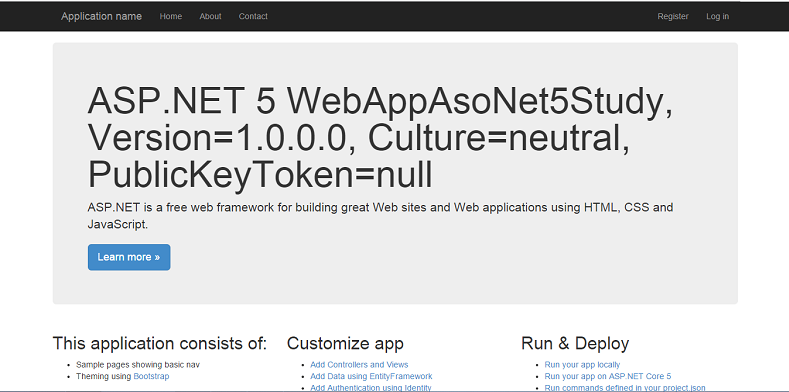 Application name Home About Contact Register Log in
ASP.NET 5 WebAppAsoNet5Study,
Version=1.0.0.0, Culture=neutral,
PublicKeyToken=null
ASP.NET is a free web framework for building great Web sites and Web applications using HTML, CSS and
JavaScript.
Learn more »
This application consists of:
Sample pages showing basic nav
Theming using Bootstrap
Customize app
Add Controllers and Views
Add Data using EntityFramework
Add Authentication using Identity
Run & Deploy
Run your app locally
Run your app on ASP.NET Core 5
Run commands defined in your project.json